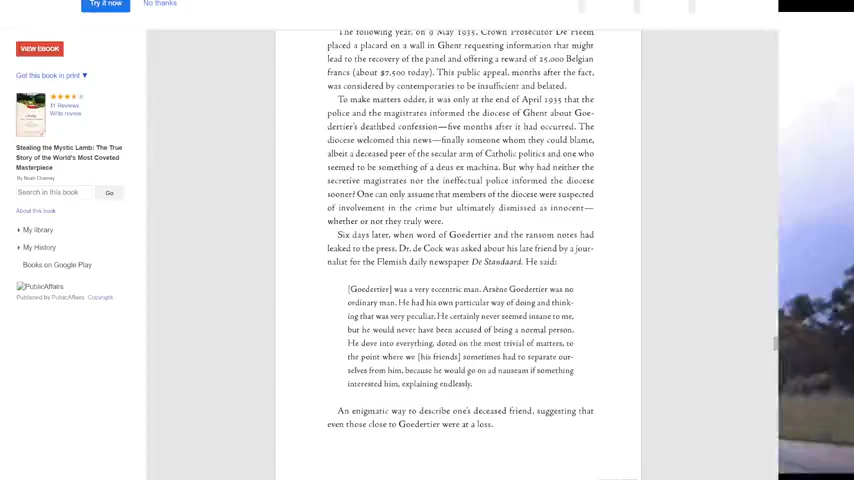 Try it now
No thanks
VIEW EBOOK
Get this book in print ▼
11 Reviews
Write review
Stealing the Mystic Lamb: The True
Story of the World's Most Coveted
Masterpiece
By Noah Charney
Search in this book
Go
About this book
My library
My History
Books on Google Play
PublicAffairs
Published by PublicAffairs Copyright
The following year, on 9 May 1935, Crown Prosecutor De Heem
placed a placard on a wall in Ghent requesting information that might
lead to the recovery of the panel and offering a reward of 25,000 Belgian
francs (about $7,500 today). This public appeal, months after the fact,
was considered by contemporaries to be insufficient and belated.
To make matters odder, it was only at the end of April 1935 that the
police and the magistrates informed the diocese of Ghent about Goe-
dertier's deathbed confession—five months after it had occurred. The
diocese welcomed this news—finally someone whom they could blame,
albeit a deceased peer of the secular arm of Catholic politics and one who
seemed to be something of a deus ex machina. But why had neither the
secretive magistrates nor the ineffectual police informed the diocese
sooner? One can only assume that members of the diocese were suspected
of involvement in the crime but ultimately dismissed as innocent—
whether or not they truly were.
Six days later, when word of Goedertier and the ransom notes had
leaked to the press, Dr. de Cock was asked about his late friend by a jour-
nalist for the Flemish daily newspaper De Standaard. He said:
[Goedertier] was a very eccentric man. Arsène Goedertier was no
ordinary man. He had his own particular way of doing and think-
ing that was very peculiar. He certainly never seemed insane to me,
but he would never have been accused of being a normal person.
He dove into everything, doted on the most trivial of matters, to
the point where we [his friends] sometimes had to separate our-
selves from him, because he would go on ad nauseam if something
interested him, explaining endlessly.
An enigmatic way to describe one's deceased friend, suggesting that
even those close to Goedertier were at a loss.